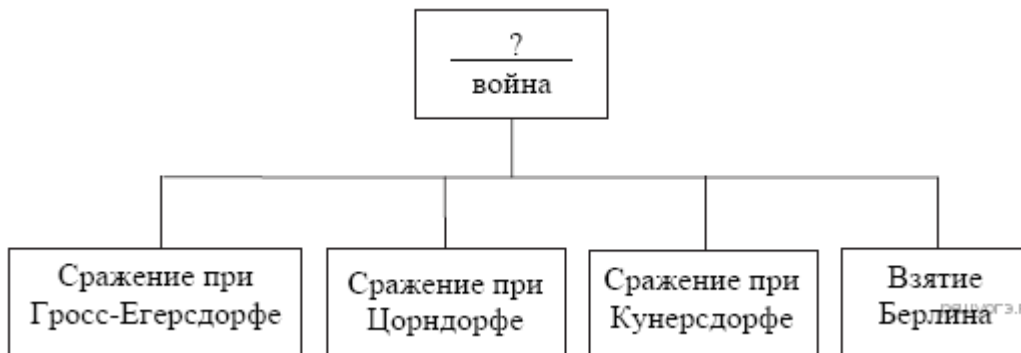 ?
война
Сражение при
Гросс-Егерсдорфе
Сражение при
Цорндорфе
Сражение при
Кунерсдорфе
Взятие
Берлина